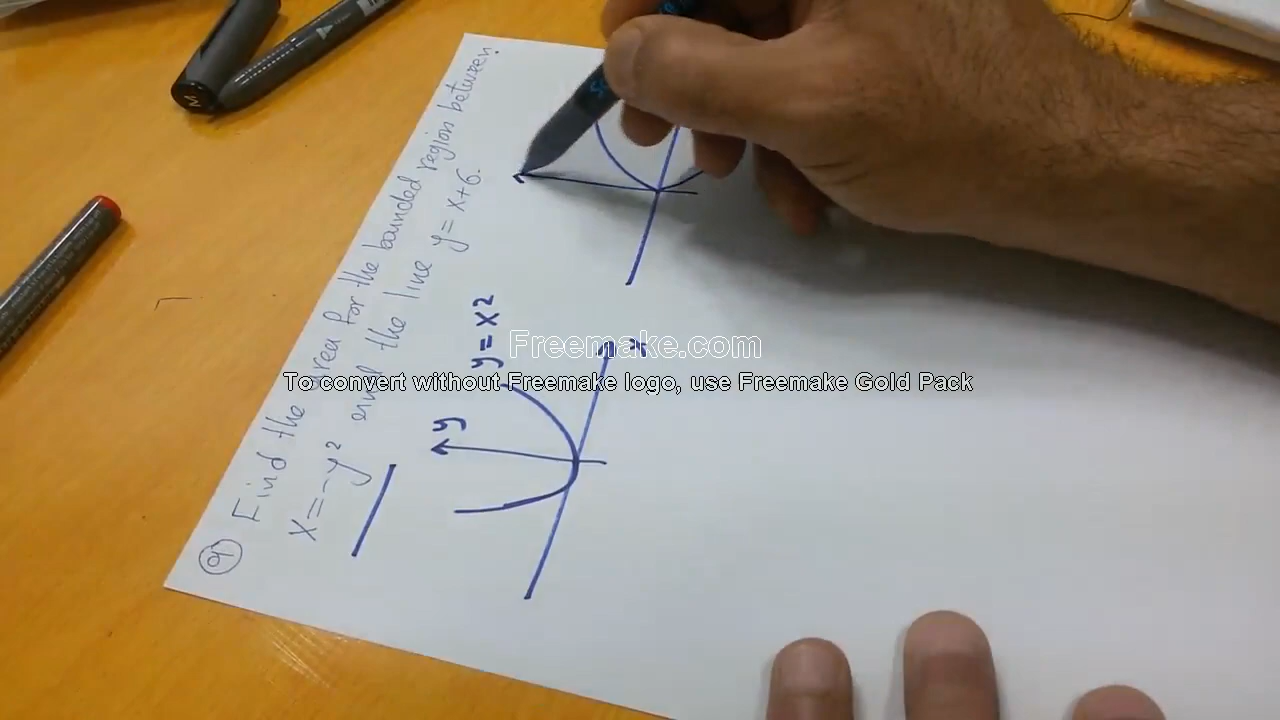 9 Find the area for the bounded region between
x = -y² and the line y = x+6.
y = x²
y
x
Freemake.com
To convert without Freemake logo, use Freemake Gold Pack
M